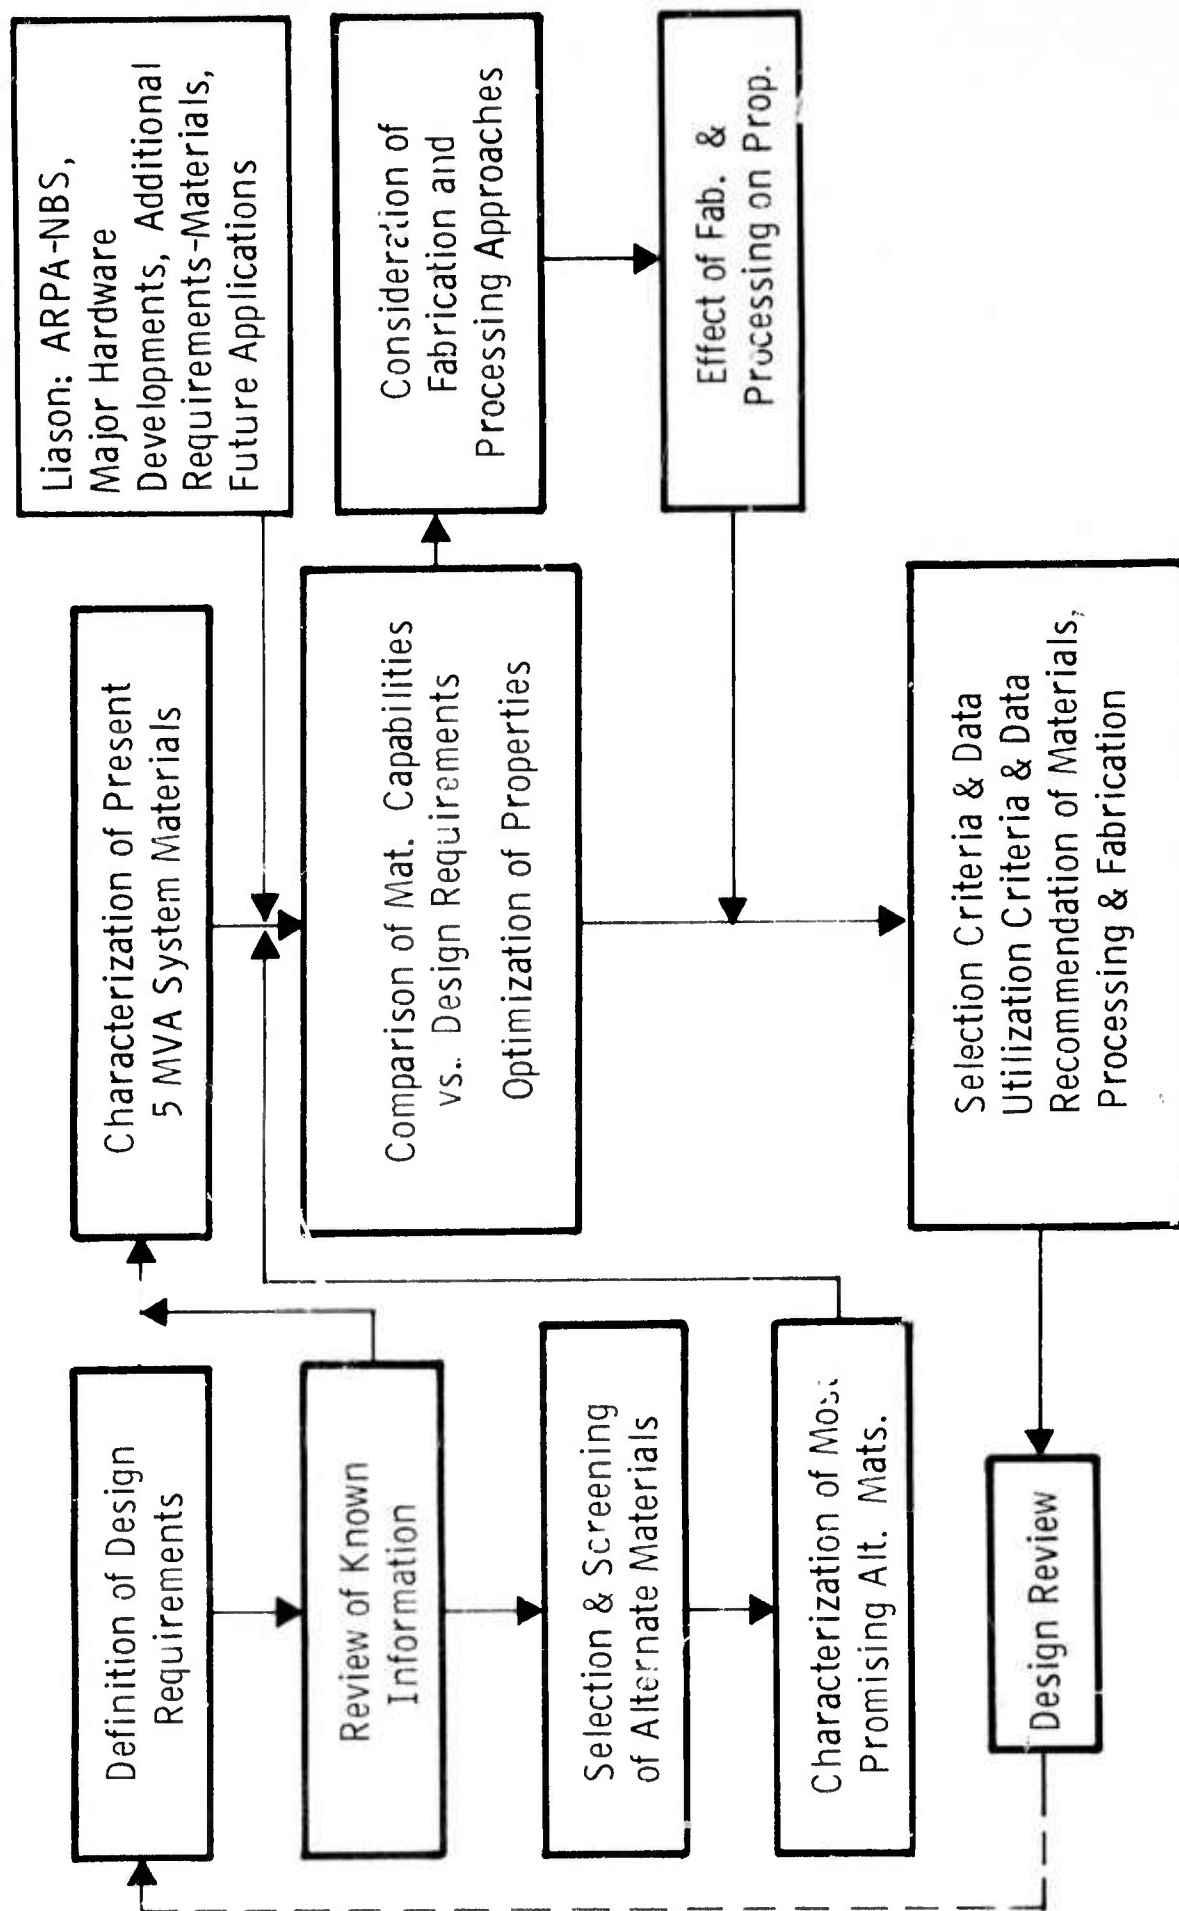 Definition of Design
Requirements
Review of Known
Information
Selection & Screening
of Alternate Materials
Characterization of Most
Promising Alt. Mats.
Design Review
Characterization of Present
5 MVA System Materials
Comparison of Mat. Capabilities
vs. Design Requirements
Optimization of Properties
Selection Criteria & Data
Utilization Criteria & Data
Recommendation of Materials,
Processing & Fabrication
Liason: ARPA-NBS,
Major Hardware
Developments, Additional
Requirements-Materials,
Future Applications
Consideration of
Fabrication and
Processing Approaches
Effect of Fab. &
Processing on Prop.